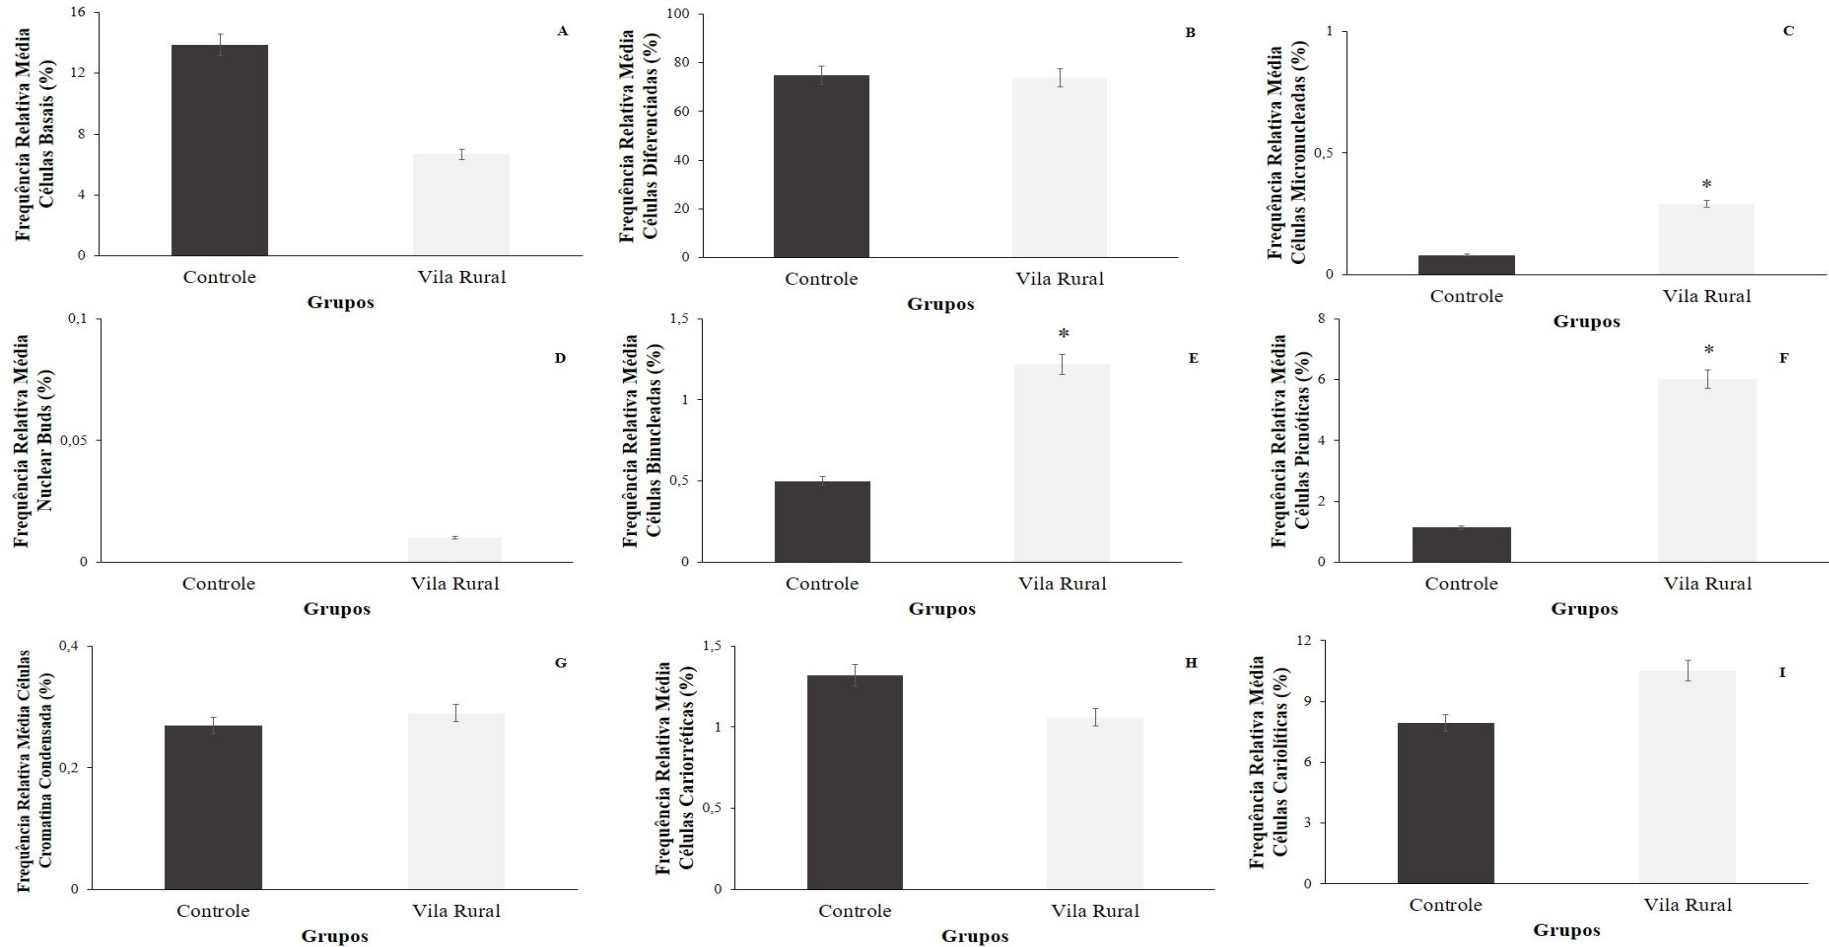 Frequência Relativa Média
Células Basais (%)
16
12
8
4
0
A
Controle
Vila Rural
Grupos
Frequência Relativa Média
Células Diferenciadas (%)
100
80
60
40
20
0
B
Controle
Vila Rural
Grupos
Frequência Relativa Média
Células Micronucleadas (%)
1
0,5
0
C
*
Controle
Vila Rural
Grupos
Frequência Relativa Média
Nuclear Buds (%)
0,1
0,05
0
D
Controle
Vila Rural
Grupos
Frequência Relativa Média
Células Binucleadas (%)
1,5
1
0,5
0
E
*
Controle
Vila Rural
Grupos
Frequência Relativa Média
Células Picnóticas (%)
8
6
4
2
0
F
*
Controle
Vila Rural
Grupos
Frequência Relativa Média Células
Cromatina Condensada (%)
0,4
0,2
0
G
Controle
Vila Rural
Grupos
Frequência Relativa Média
Células Cariorréticas (%)
1,5
1
0,5
0
H
Controle
Vila Rural
Grupos
Frequência Relativa Média
Células Cariolíticas (%)
12
9
6
3
0
I
Controle
Vila Rural
Grupos